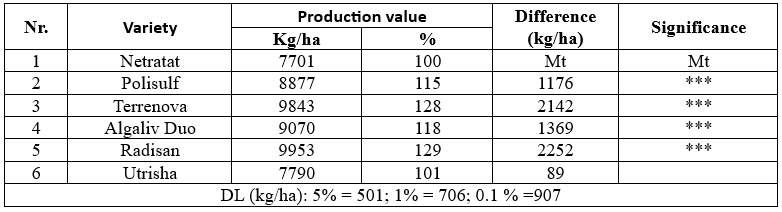 Nr. Variety Production value Difference (kg/ha) Significance
Kg/ha %
1 Netratat 7701 100 Mt Mt
2 Polisulf 8877 115 1176 ***
3 Terrenova 9843 128 2142 ***
4 Algaliv Duo 9070 118 1369 ***
5 Radisan 9953 129 2252 ***
6 Utrisha 7790 101 89
DL (kg/ha): 5% = 501; 1% = 706; 0.1 % =907